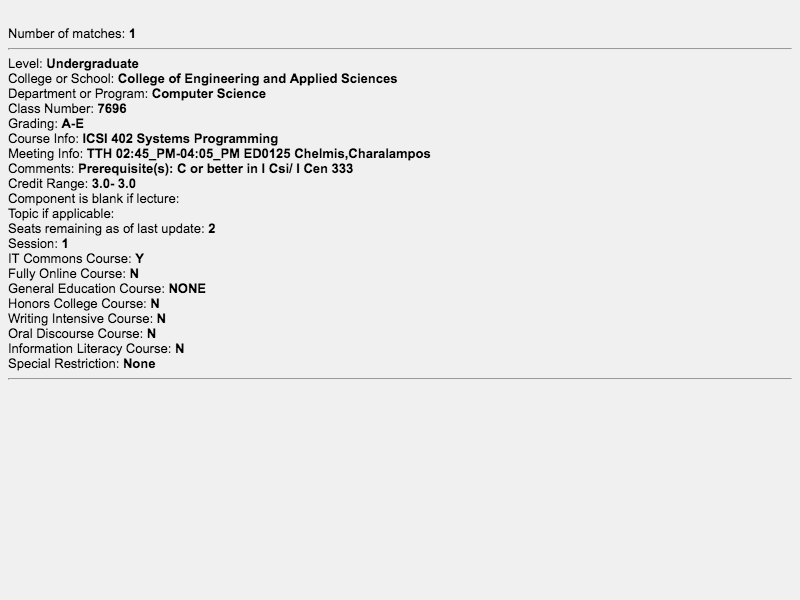 Number of matches: 1
Level: Undergraduate
College or School: College of Engineering and Applied Sciences
Department or Program: Computer Science
Class Number: 7696
Grading: A-E
Course Info: ICSI 402 Systems Programming
Meeting Info: TTH 02:45_PM-04:05_PM ED0125 Chelmis,Charalampos
Comments: Prerequisite(s): C or better in I Csi/ I Cen 333
Credit Range: 3.0- 3.0
Component is blank if lecture:
Topic if applicable:
Seats remaining as of last update: 2
Session: 1
IT Commons Course: Y
Fully Online Course: N
General Education Course: NONE
Honors College Course: N
Writing Intensive Course: N
Oral Discourse Course: N
Information Literacy Course: N
Special Restriction: None